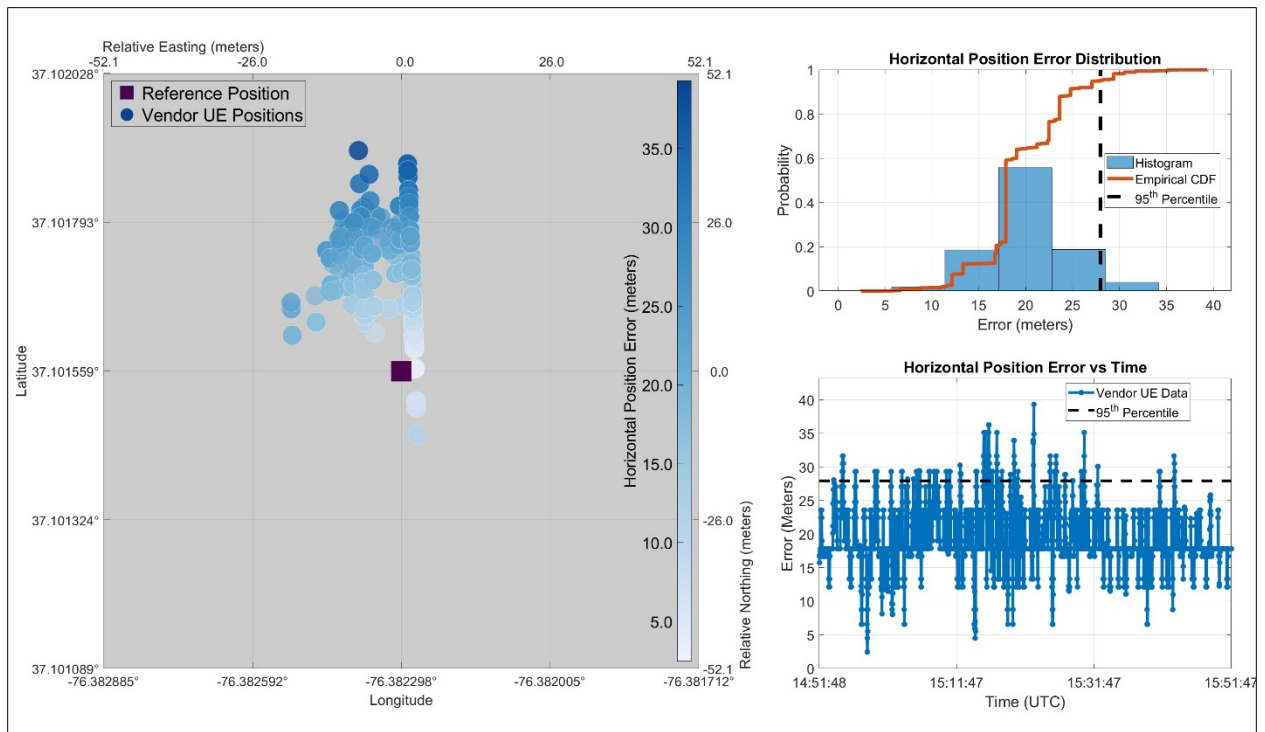 Relative Easting (meters)
-52.1 -26.0 0.0 26.0 52.1
37.102028° 52.1
Reference Position
Vendor UE Positions
35.0
37.101793° 26.0
30.0
25.0
Horizontal Position Error (meters)
Latitude
37.101559° 0.0
20.0
15.0
37.101324° -26.0
10.0
Relative Northing (meters)
5.0
37.101089° -52.1
-76.382885° -76.382592° -76.382298° -76.382005° -76.381712°
Longitude
Horizontal Position Error Distribution
1
0.8
0.6
0.4
0.2
0
Probability
Histogram
Empirical CDF
95th Percentile
0 5 10 15 20 25 30 35 40
Error (meters)
Horizontal Position Error vs Time
40
35
30
25
20
15
10
5
0
Error (Meters)
Vendor UE Data
95th Percentile
14:51:48 15:11:47 15:31:47 15:51:47
Time (UTC)